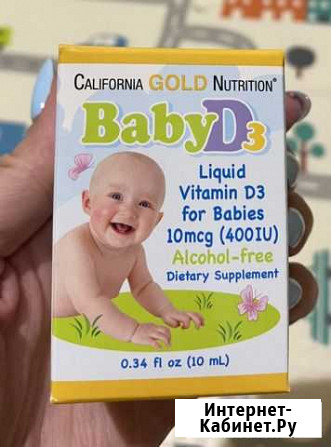 CALIFORNIA GOLD NUTRITION®
BabyD3
Liquid
Vitamin D3
for Babies
10mcg (400IU)
Alcohol-free
Dietary Supplement
0.34 fl oz (10 mL)
Интернет-
Кабинет.Ру